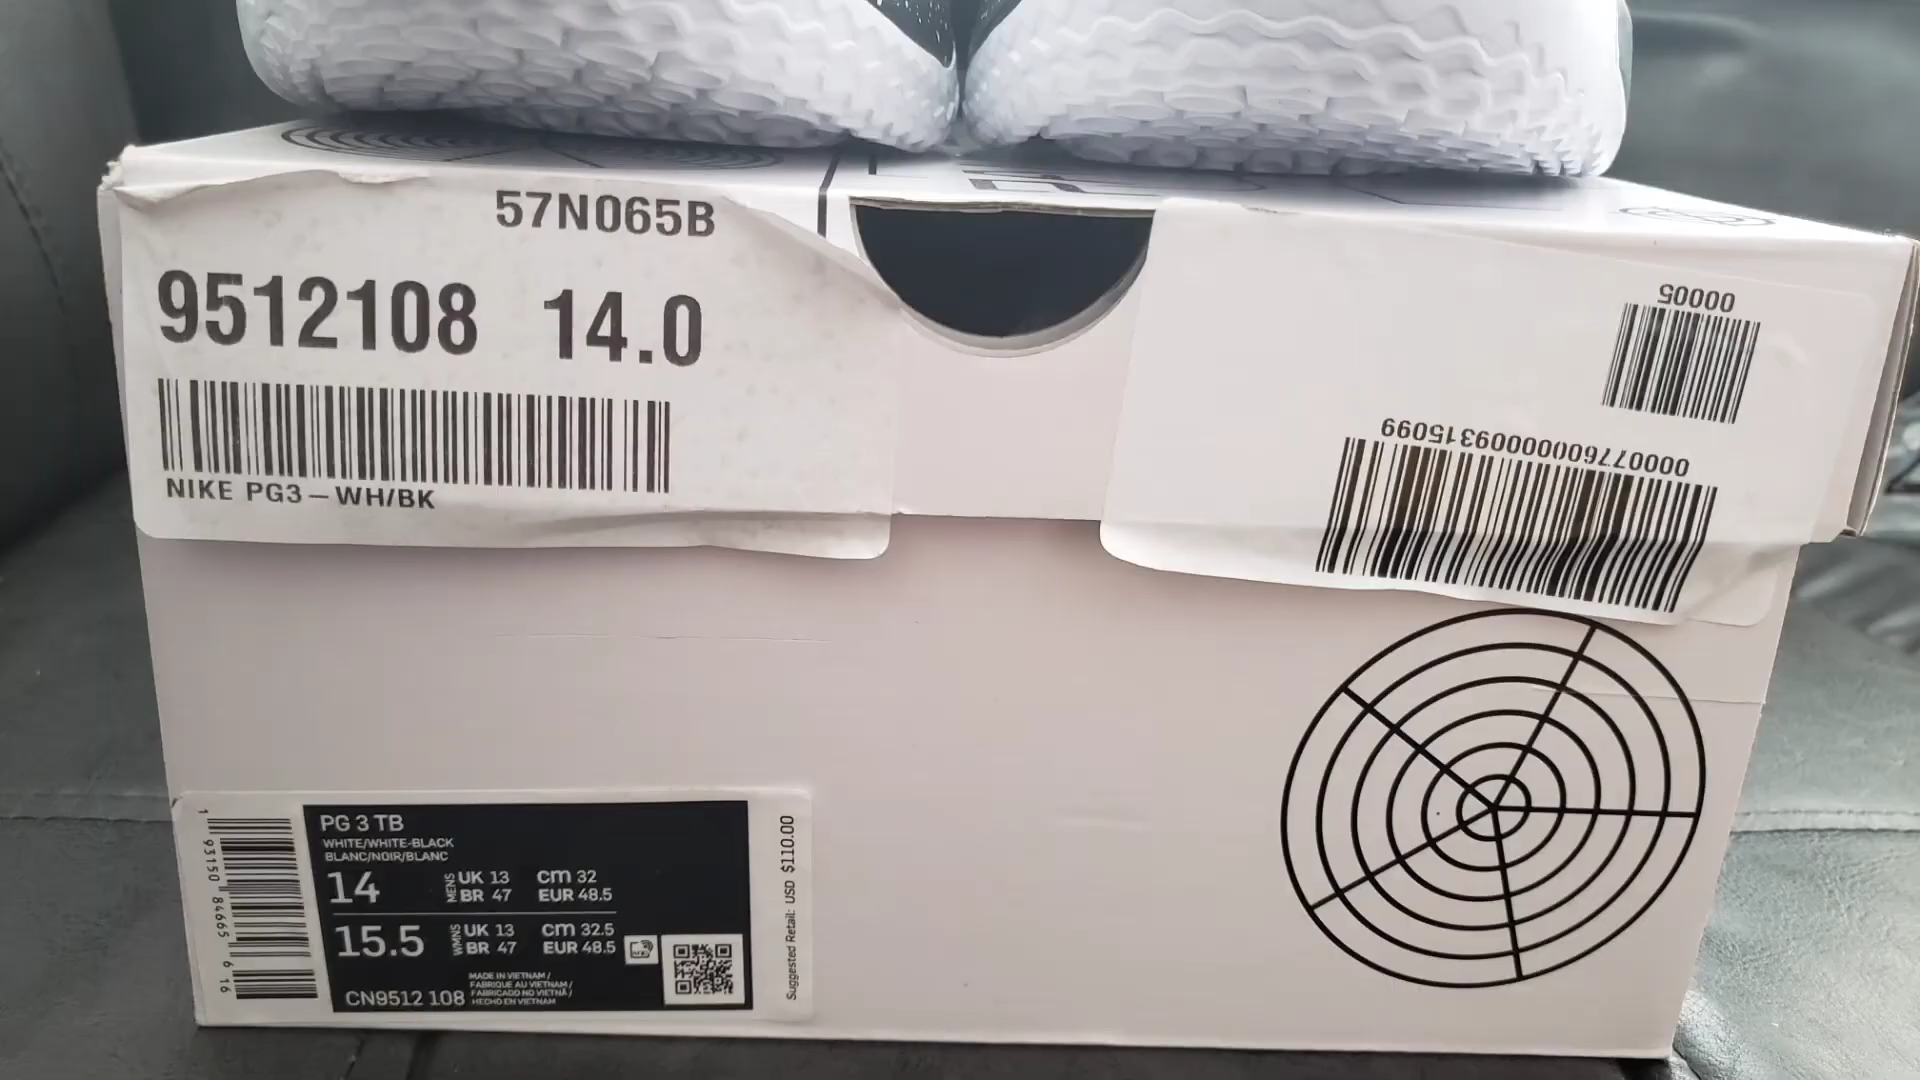 57N065B
9512108 14.0
NIKE PG3-WH/BK
00005
00007760000009315099
PG 3 TB
WHITE/WHITE-BLACK
BLANC/NOIR/BLANC
14 MENS UK 13 cm 32
BR 47 EUR 48.5
15.5 WMNS UK 13 cm 32.5
BR 47 EUR 48.5
MADE IN VIETNAM /
FABRIQUE AU VIETNAM /
FABRICADO NO VIETNÃ /
HECHO EN VIETNAM
CN9512 108
1 93150 84665 6 16
Suggested Retail: USD $110.00